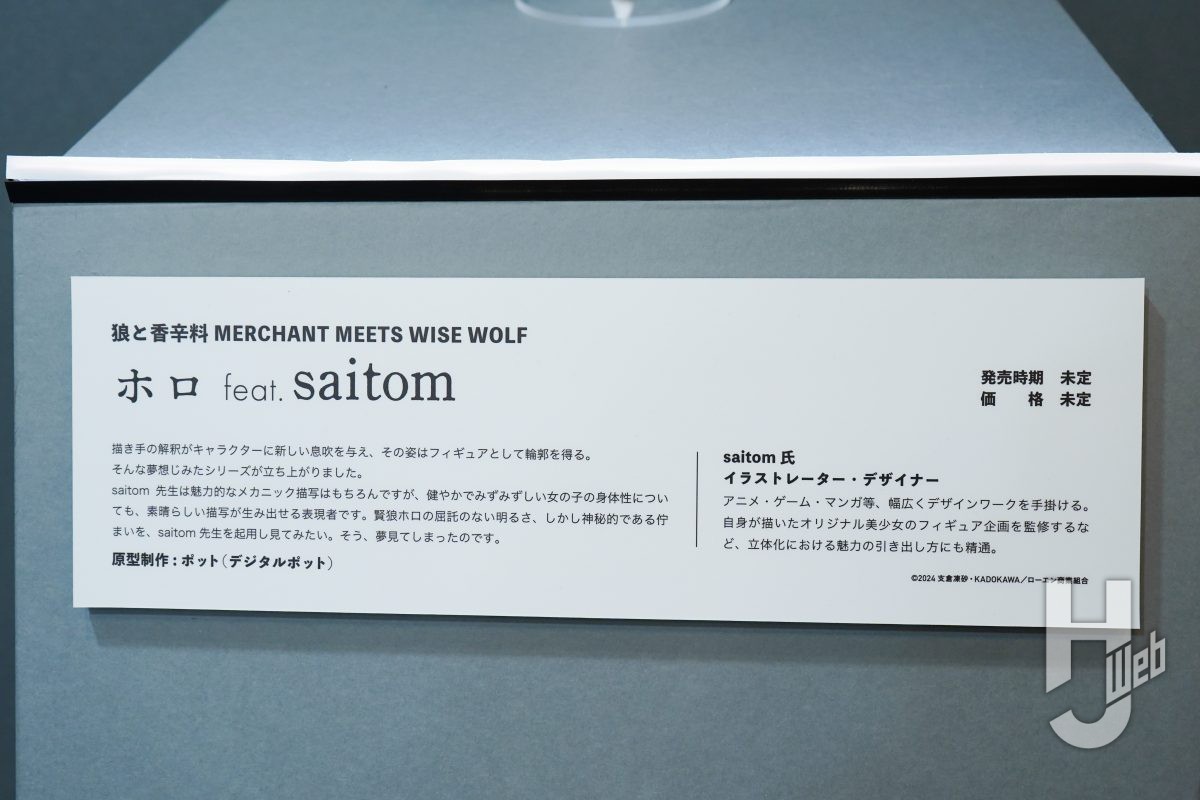 狼と香辛料 MERCHANT MEETS WISE WOLF
ホロ feat. saitom
発売時期 未定
価 格 未定
描き手の解釈がキャラクターに新しい息吹を与え、その姿はフィギュアとして輪郭を得る。
そんな夢想じみたシリーズが立ち上がりました。
saitom 先生は魅力的なメカニック描写はもちろんですが、健やかでみずみずしい女の子の身体性につい
ても、素晴らしい描写が生み出せる表現者です。賢狼ホロの屈託のない明るさ、しかし神秘的である佇
まいを、saitom 先生を起用し見てみたい。そう、夢見てしまったのです。
原型制作：ポット（デジタルポット）
saitom 氏
イラストレーター・デザイナー
アニメ・ゲーム・マンガ等、幅広くデザインワークを手掛ける。
自身が描いたオリジナル美少女のフィギュア企画を監修するな
ど、立体化における魅力の引き出し方にも精通。
©2024 支倉凍砂・KADOKAWA／ローエン商業組合
HJ Web